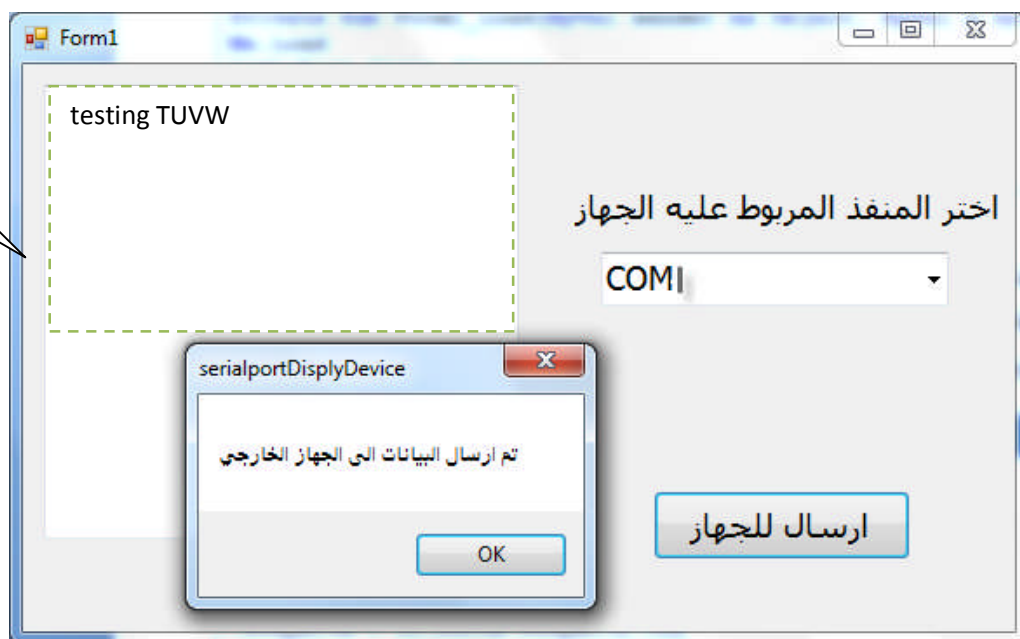 Form1
testing TUVW
اختر المنفذ المربوط عليه الجهاز
COM
serialportDisplyDevice
تم ارسال البيانات الى الجهاز الخارجي
OK
ارسال للجهاز